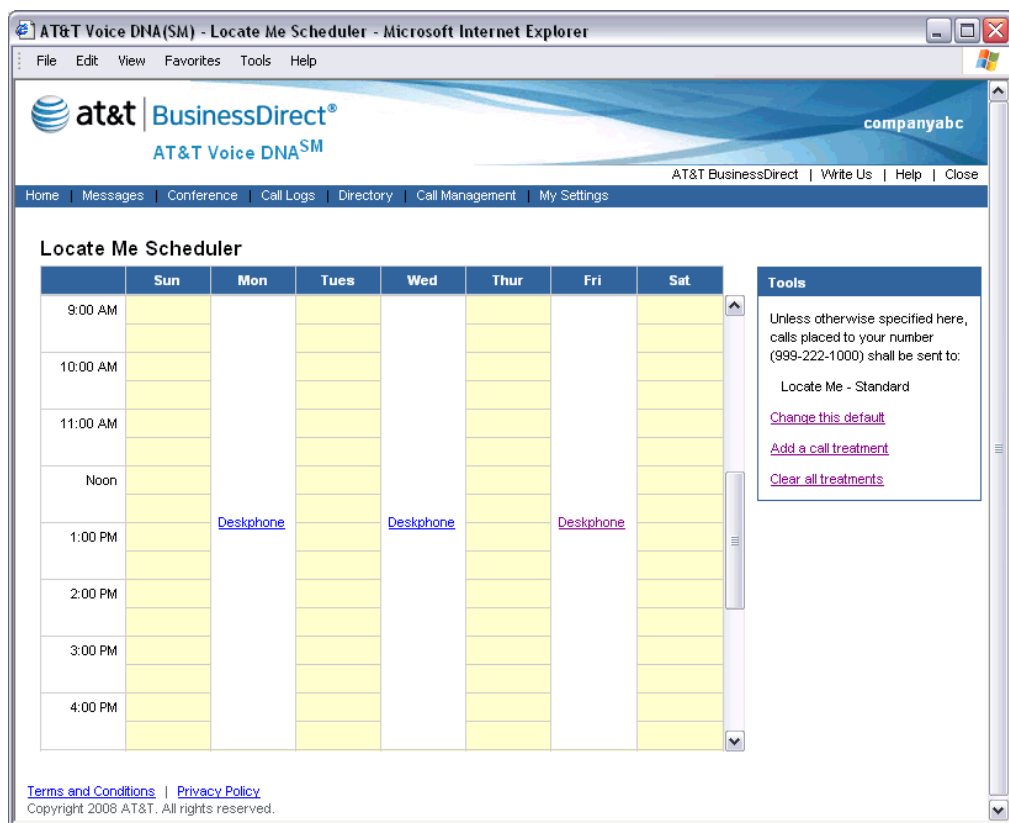 AT&T Voice DNA(SM) - Locate Me Scheduler - Microsoft Internet Explorer
File Edit View Favorites Tools Help
at&t | BusinessDirect®
companyabc
AT&T Voice DNASM
AT&T BusinessDirect | Write Us | Help | Close
Home | Messages | Conference | Call Logs | Directory | Call Management | My Settings
Locate Me Scheduler
Sun Mon Tues Wed Thur Fri Sat
9:00 AM
10:00 AM
11:00 AM
Noon
Deskphone Deskphone Deskphone
1:00 PM
2:00 PM
3:00 PM
4:00 PM
Tools
Unless otherwise specified here,
calls placed to your number
(999-222-1000) shall be sent to:
Locate Me - Standard
Change this default
Add a call treatment
Clear all treatments
Terms and Conditions | Privacy Policy
Copyright 2008 AT&T. All rights reserved.